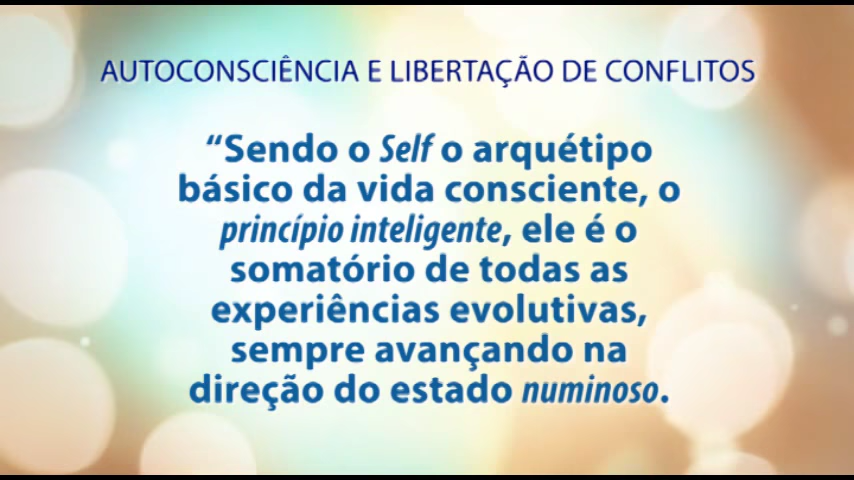 AUTOCONSCIÊNCIA E LIBERTAÇÃO DE CONFLITOS
“Sendo o Self o arquétipo
básico da vida consciente, o
princípio inteligente, ele é o
somatório de todas as
experiências evolutivas,
sempre avançando na
direção do estado numinoso.